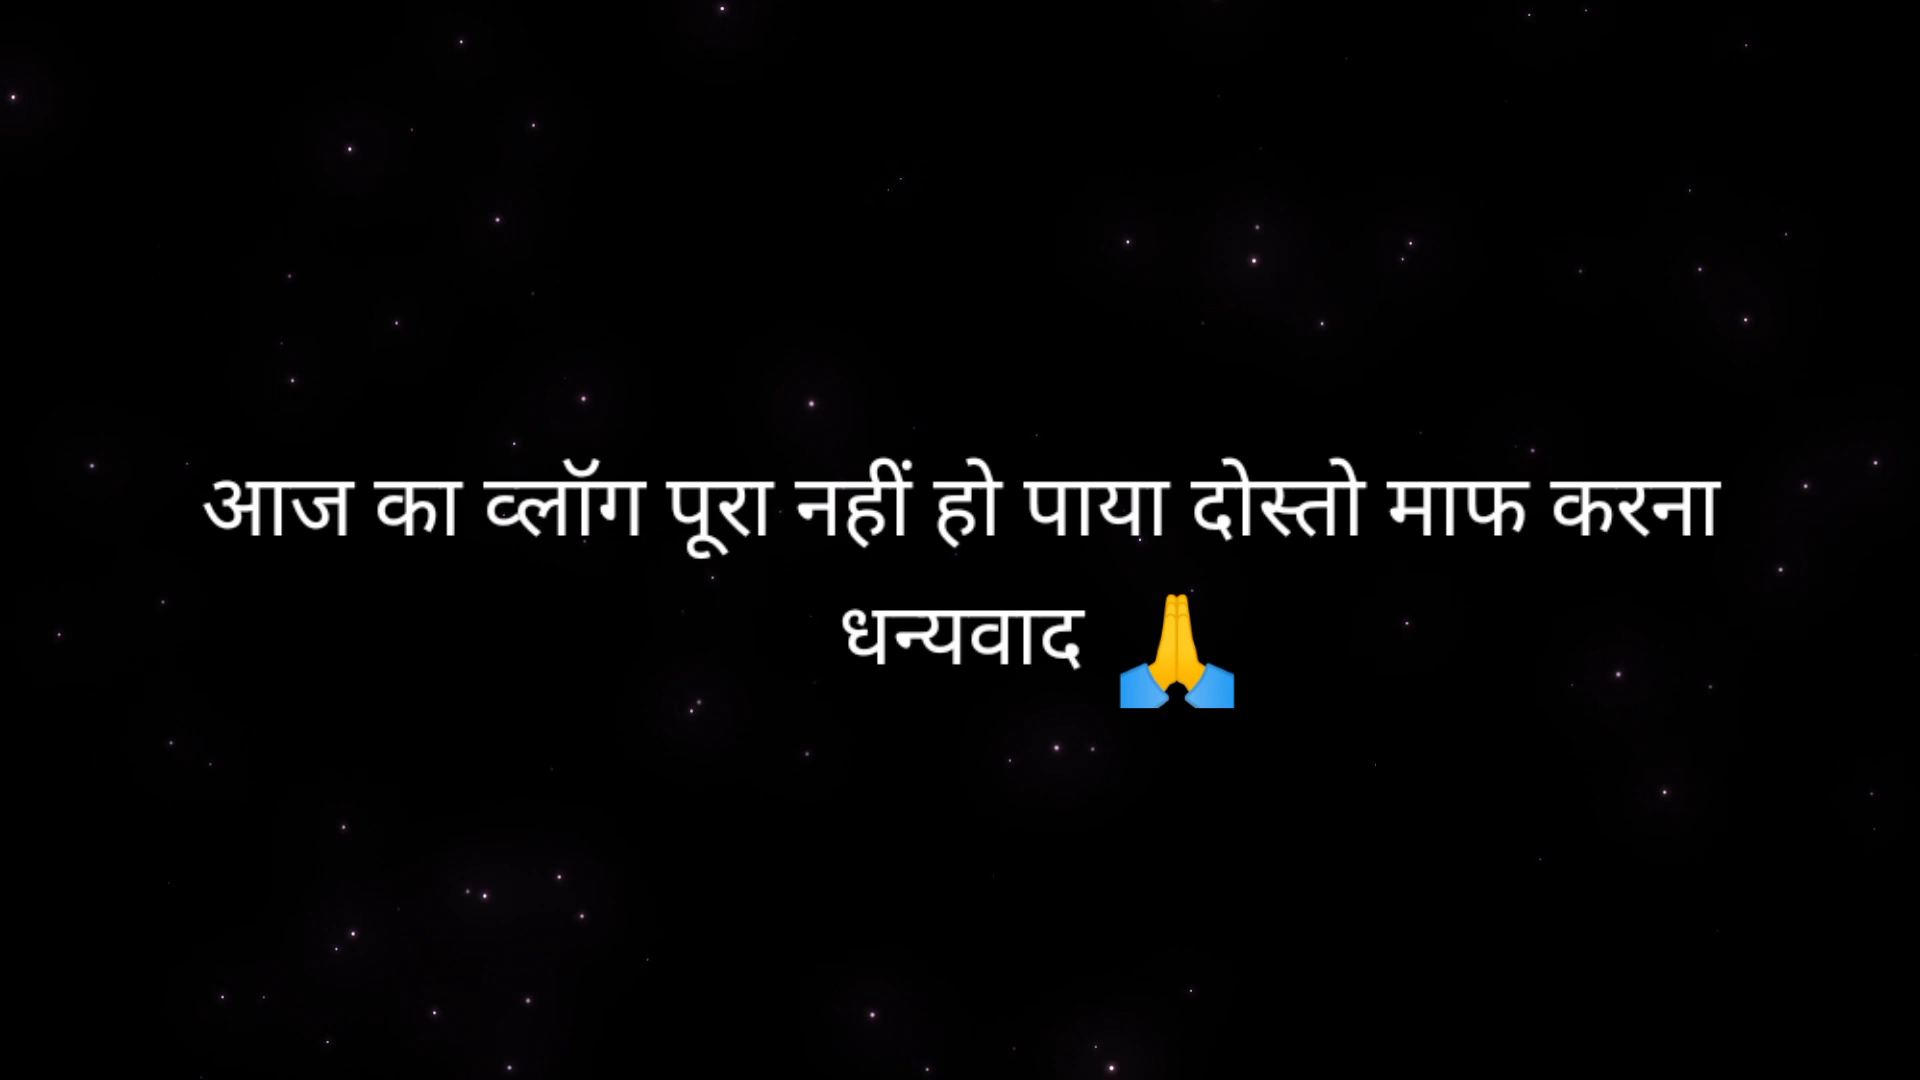 आज का व्लॉग पूरा नहीं हो पाया दोस्तो माफ करना
धन्यवाद 🙏